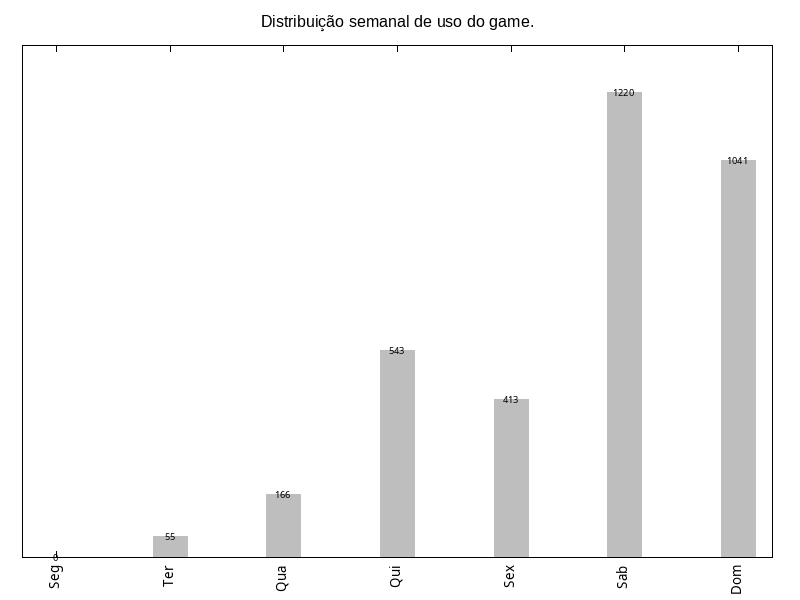 Distribuição semanal de uso do game.
1220
1041
543
413
166
55
0
Seg
Ter
Qua
Qui
Sex
Sab
Dom